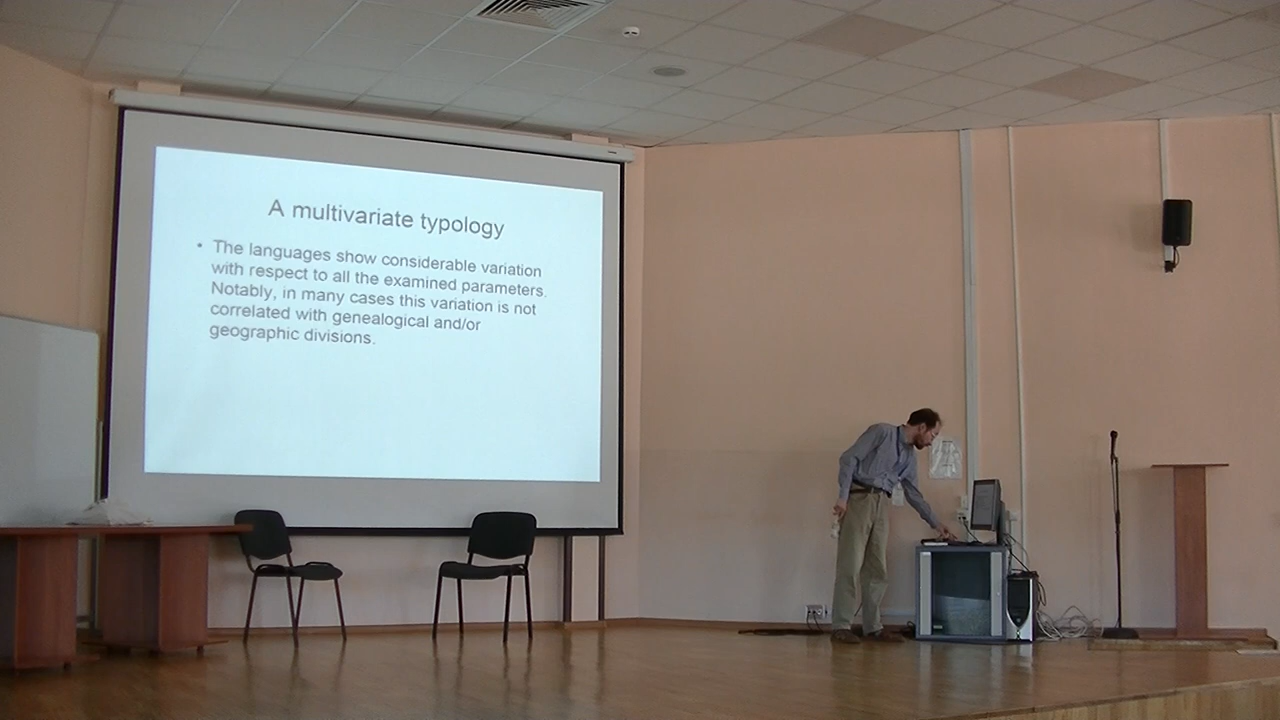 A multivariate typology
• The languages show considerable variation
with respect to all the examined parameters.
Notably, in many cases this variation is not
correlated with genealogical and/or
geographic divisions.